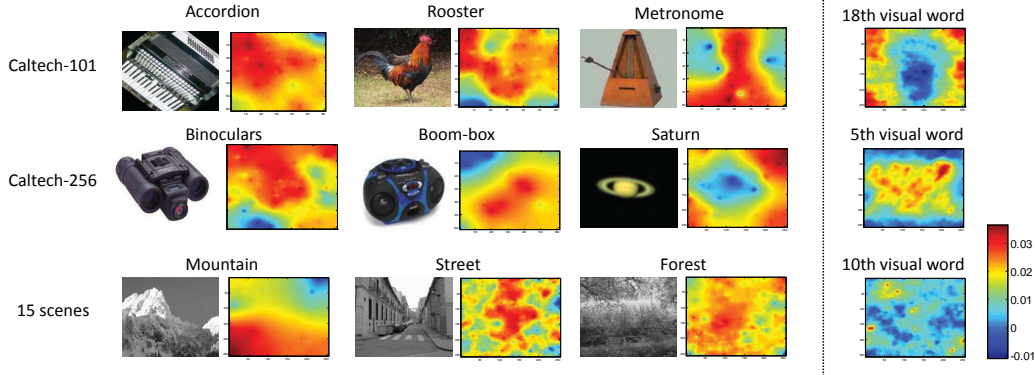 Accordion Rooster Metronome 18th visual word
Caltech-101
Binoculars Boom-box Saturn 5th visual word
Caltech-256
Mountain Street Forest 10th visual word
15 scenes
0.03
0.02
0.01
0
-0.01